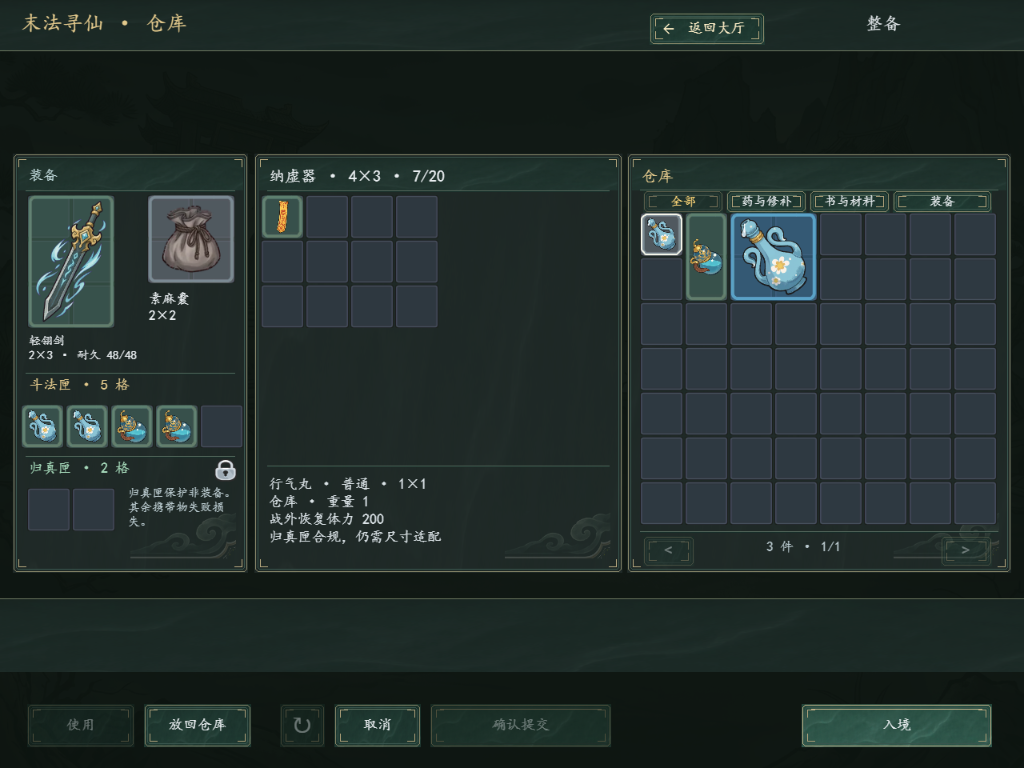 末法寻仙 • 仓库
← 返回大厅
整备
装备
素麻囊
2×2
轻翎剑
2×3 • 耐久 48/48
斗法匣 • 5 格
归真匣 • 2 格
归真匣保护非装备。
其余携带物失败损
失。
纳虚器 • 4×3 • 7/20
行气丸 • 普通 • 1×1
仓库 • 重量 1
战外恢复体力 200
归真匣合规，仍需尺寸适配
仓库
全部
药与修补
书与材料
装备
<
3 件 • 1/1
>
使用
放回仓库
↻
取消
确认提交
入境